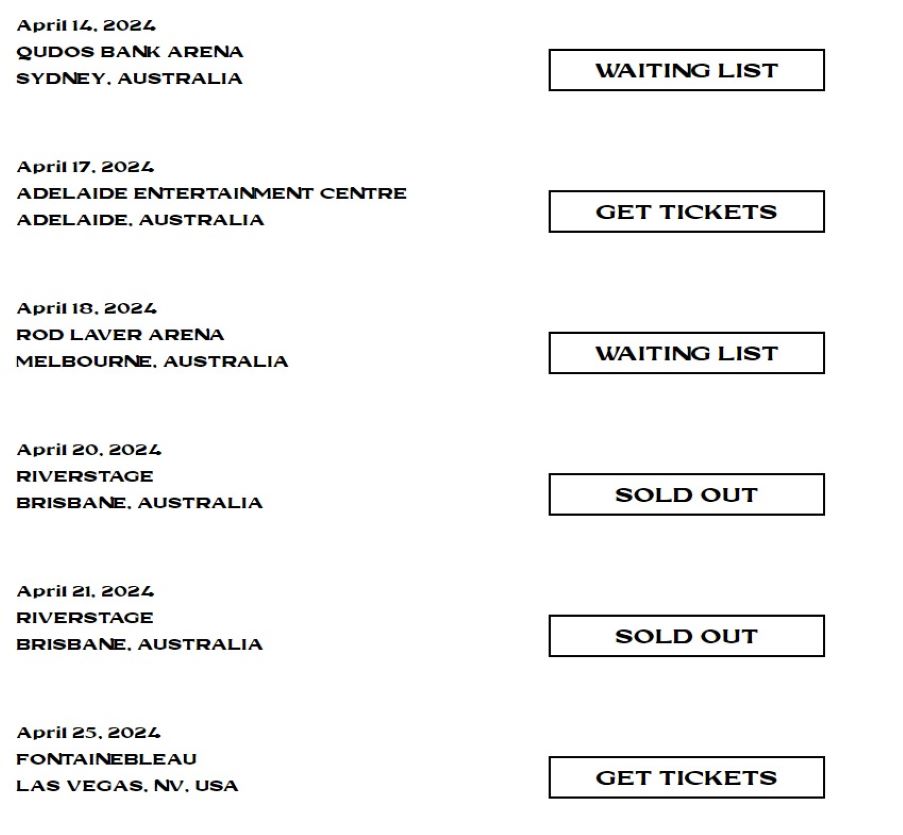 April 14, 2024
QUDOS BANK ARENA
SYDNEY, AUSTRALIA
WAITING LIST
April 17, 2024
ADELAIDE ENTERTAINMENT CENTRE
ADELAIDE, AUSTRALIA
GET TICKETS
April 18, 2024
ROD LAVER ARENA
MELBOURNE, AUSTRALIA
WAITING LIST
April 20, 2024
RIVERSTAGE
BRISBANE, AUSTRALIA
SOLD OUT
April 21, 2024
RIVERSTAGE
BRISBANE, AUSTRALIA
SOLD OUT
April 25, 2024
FONTAINEBLEAU
LAS VEGAS, NV, USA
GET TICKETS